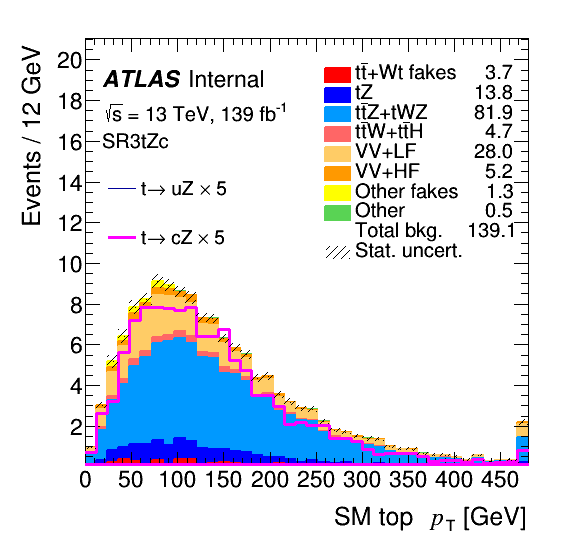 Events / 12 GeV
20
18
16
14
12
10
8
6
4
2
ATLAS Internal
√s = 13 TeV, 139 fb⁻¹
SR3tZc
t→ uZ × 5
t→ cZ × 5
tt̄+Wt fakes 3.7
tZ 13.8
tt̄Z+tWZ 81.9
tt̄W+tt̄H 4.7
VV+LF 28.0
VV+HF 5.2
Other fakes 1.3
Other 0.5
Total bkg. 139.1
Stat. uncert.
0 50 100 150 200 250 300 350 400 450
SM top p_T [GeV]